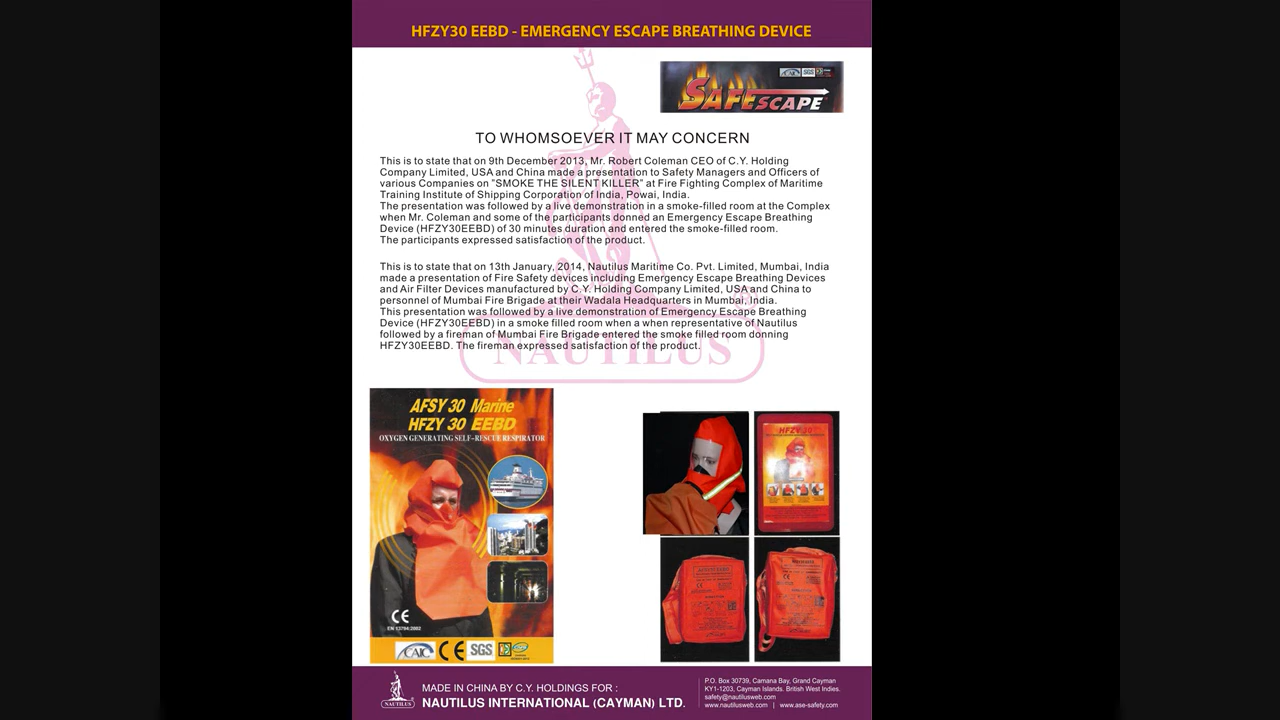 HFZY30 EEBD - EMERGENCY ESCAPE BREATHING DEVICE
CAIC SGS
SAFESCAPE
TO WHOMSOEVER IT MAY CONCERN
This is to state that on 9th December 2013, Mr. Robert Coleman CEO of C.Y. Holding
Company Limited, USA and China made a presentation to Safety Managers and Officers of
various Companies on "SMOKE THE SILENT KILLER" at Fire Fighting Complex of Maritime
Training Institute of Shipping Corporation of India, Powai, India.
The presentation was followed by a live demonstration in a smoke-filled room at the Complex
when Mr. Coleman and some of the participants donned an Emergency Escape Breathing
Device (HFZY30EEBD) of 30 minutes duration and entered the smoke-filled room.
The participants expressed satisfaction of the product.
This is to state that on 13th January, 2014, Nautilus Maritime Co. Pvt. Limited, Mumbai, India
made a presentation of Fire Safety devices including Emergency Escape Breathing Devices
and Air Filter Devices manufactured by C.Y. Holding Company Limited, USA and China to
personnel of Mumbai Fire Brigade at their Wadala Headquarters in Mumbai, India.
This presentation was followed by a live demonstration of Emergency Escape Breathing
Device (HFZY30EEBD) in a smoke filled room when a when representative of Nautilus
followed by a fireman of Mumbai Fire Brigade entered the smoke filled room donning
HFZY30EEBD. The fireman expressed satisfaction of the product.
NAUTILUS
AFSY 30 Marine
HFZY 30 EEBD
OXYGEN GENERATING SELF-RESCUE RESPIRATOR
CE
EN 13794:2002
CAIC CE SGS
HFZY 30
MADE IN CHINA BY C.Y. HOLDINGS FOR :
NAUTILUS INTERNATIONAL (CAYMAN) LTD.
NAUTILUS
P.O. Box 30739, Camana Bay, Grand Cayman
KY1-1203, Cayman Islands. British West Indies.
safety@nautilusweb.com
www.nautilusweb.com | www.ase-safety.com